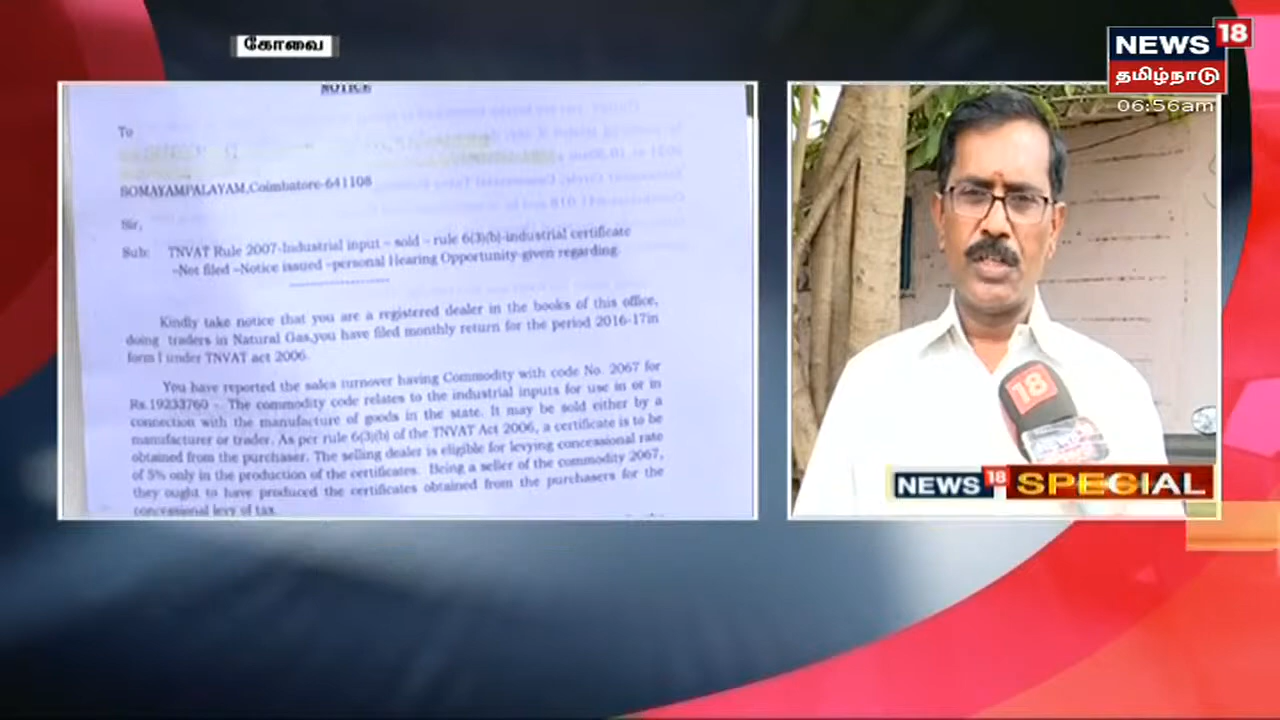 கோவை
NEWS 18
தமிழ்நாடு
06:56am
NOTICE
To
SOMAYAMPALAYAM,Coimbatore-641108
Sir,
Sub: TNVAT Rule 2007-Industrial input – sold – rule 6(3)(b)-industrial certificate
–Not filed –Notice issued –personal Hearing Opportunity given regarding.
Kindly take notice that you are a registered dealer in the books of this office,
doing traders in Natural Gas,you have filed monthly return for the period 2016-17in
form I under TNVAT act 2006.
You have reported the sales turnover having Commodity with code No. 2067 for
Rs.19233760 – The commodity code relates to the industrial inputs for use in or in
connection with the manufacture of goods in the state. It may be sold either by a
manufacturer or trader. As per rule 6(3)(b) of the TNVAT Act 2006, a certificate is to be
obtained from the purchaser. The selling dealer is eligible for levying concessional rate
of 5% only in the production of the certificates. Being a seller of the commodity 2067,
they ought to have produced the certificates obtained from the purchasers for the
concessional levy of tax.
18
NEWS 18 SPECIAL